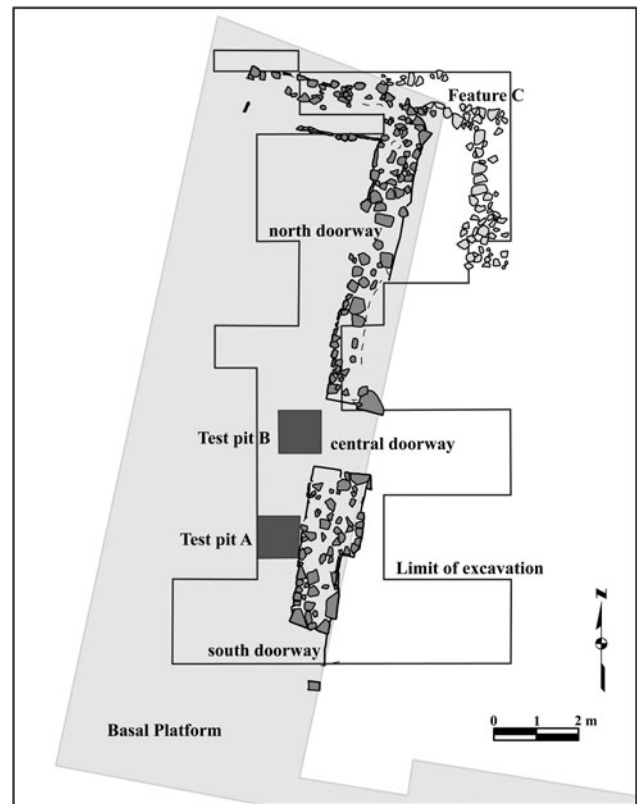 Feature C
north doorway
Test pit B
central doorway
Test pit A
Limit of excavation
south doorway
N
0 1 2 m
Basal Platform